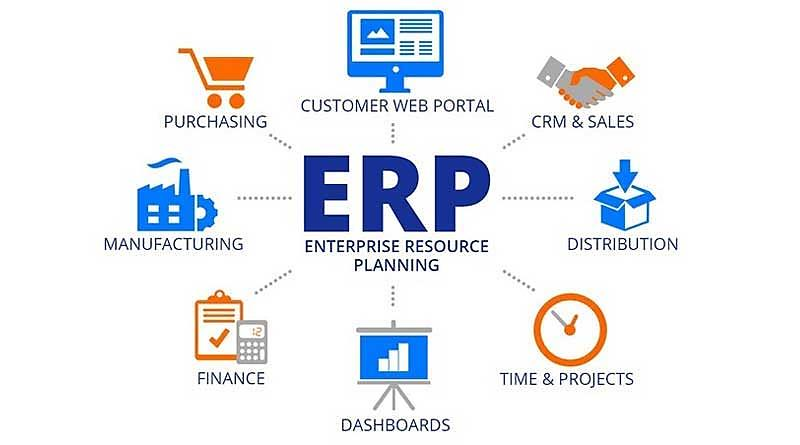 CUSTOMER WEB PORTAL
PURCHASING
CRM & SALES
ERP
ENTERPRISE RESOURCE
PLANNING
MANUFACTURING
DISTRIBUTION
12
FINANCE
TIME & PROJECTS
DASHBOARDS